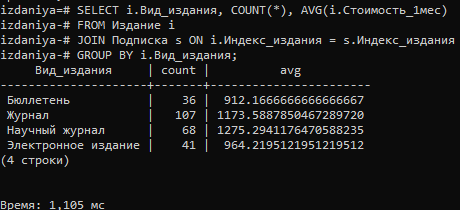 izdaniya=# SELECT i.Вид_издания, COUNT(*), AVG(i.Стоимость_1мес)
izdaniya-# FROM Издание i
izdaniya-# JOIN Подписка s ON i.Индекс_издания = s.Индекс_издания
izdaniya-# GROUP BY i.Вид_издания;
    Вид_издания     | count |          avg
--------------------+-------+-----------------------
 Бюллетень          |    36 |  912.1666666666666667
 Журнал             |   107 | 1173.5887850467289720
 Научный журнал     |    68 | 1275.2941176470588235
 Электронное издание |    41 |  964.2195121951219512
(4 строки)
Время: 1,105 мс